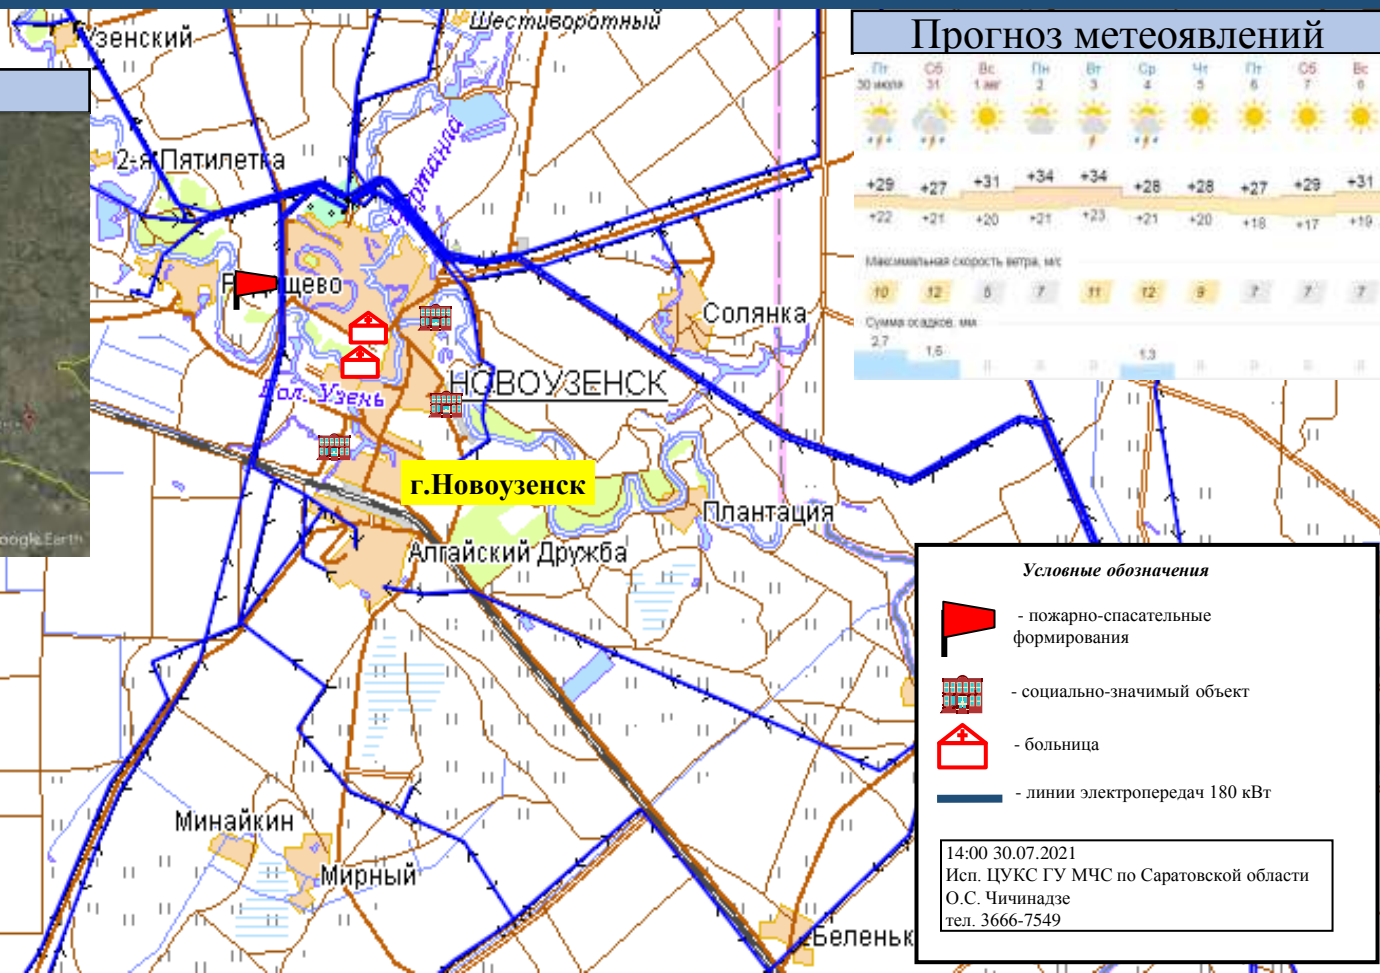 Шестиворотный
Узенский
Прогноз метеоявлений
Пт Сб Вс Пн Вт Ср Чт Пт Сб Вс
30 июля 31 1 авг 2 3 4 5 6 7 8
+29 +27 +31 +34 +34 +28 +28 +27 +29 +31
+22 +21 +20 +21 +23 +21 +20 +18 +17 +19
Максимальная скорость ветра, м/с
10 12 6 7 11 12 9 7 7 7
Сумма осадков, мм
2,7 1,6 1,3
2-я Пятилетка
щево
Солянка
НОВОУЗЕНСК
Бол. Узень
г.Новоузенск
Плантация
Алгайский Дружба
Google Earth
Минайкин
Мирный
Беленьк
Условные обозначения
- пожарно-спасательные
формирования
- социально-значимый объект
- больница
- линии электропередач 180 кВт
14:00 30.07.2021
Исп. ЦУКС ГУ МЧС по Саратовской области
О.С. Чичинадзе
тел. 3666-7549